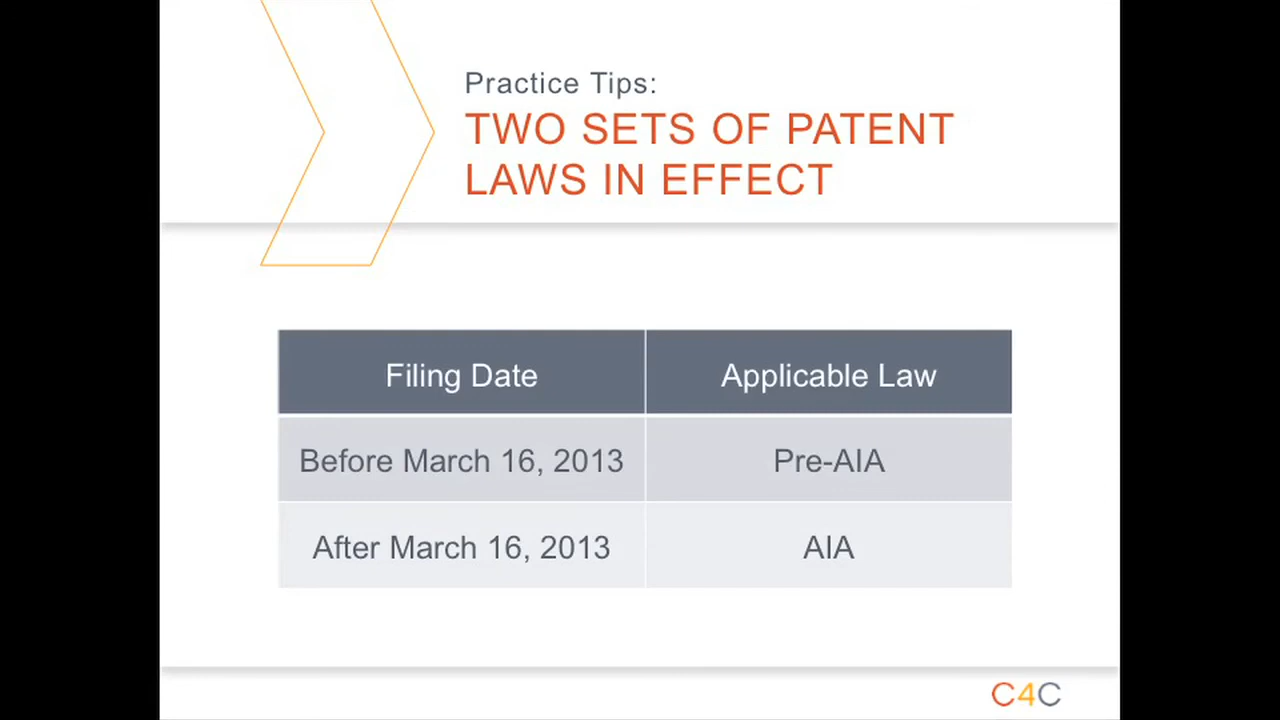 Practice Tips:
TWO SETS OF PATENT
LAWS IN EFFECT
Filing Date
Applicable Law
Before March 16, 2013
Pre-AIA
After March 16, 2013
AIA
C4C